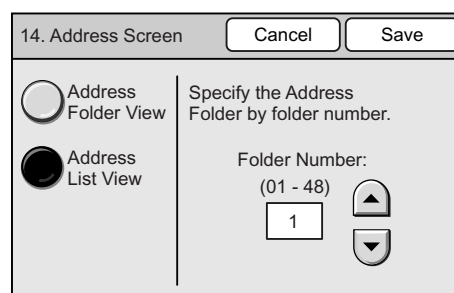 14. Address Screen
Cancel
Save
Address
Folder View
Address
List View
Specify the Address
Folder by folder number.
Folder Number:
(01 - 48)
1